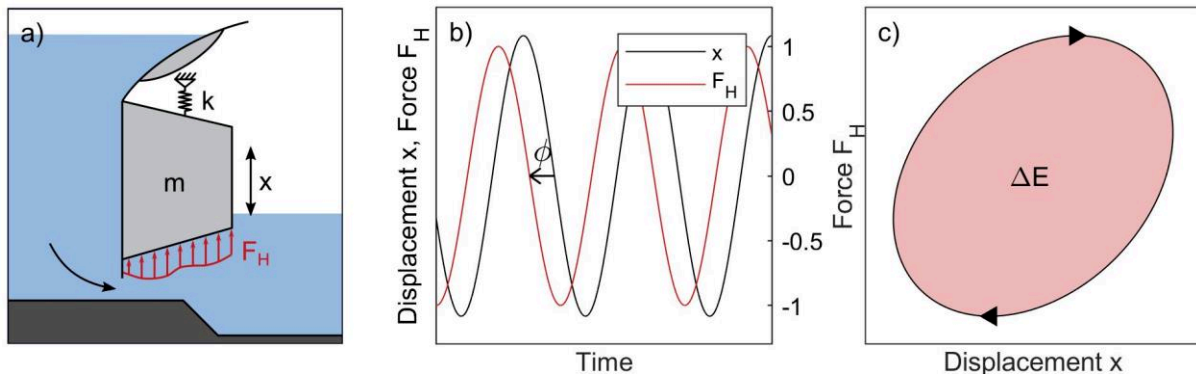 a)
k
m
x
F_H
b)
Displacement x, Force F_H
x
F_H
ϕ
1
0.5
0
-0.5
-1
Time
c)
Force F_H
ΔE
Displacement x